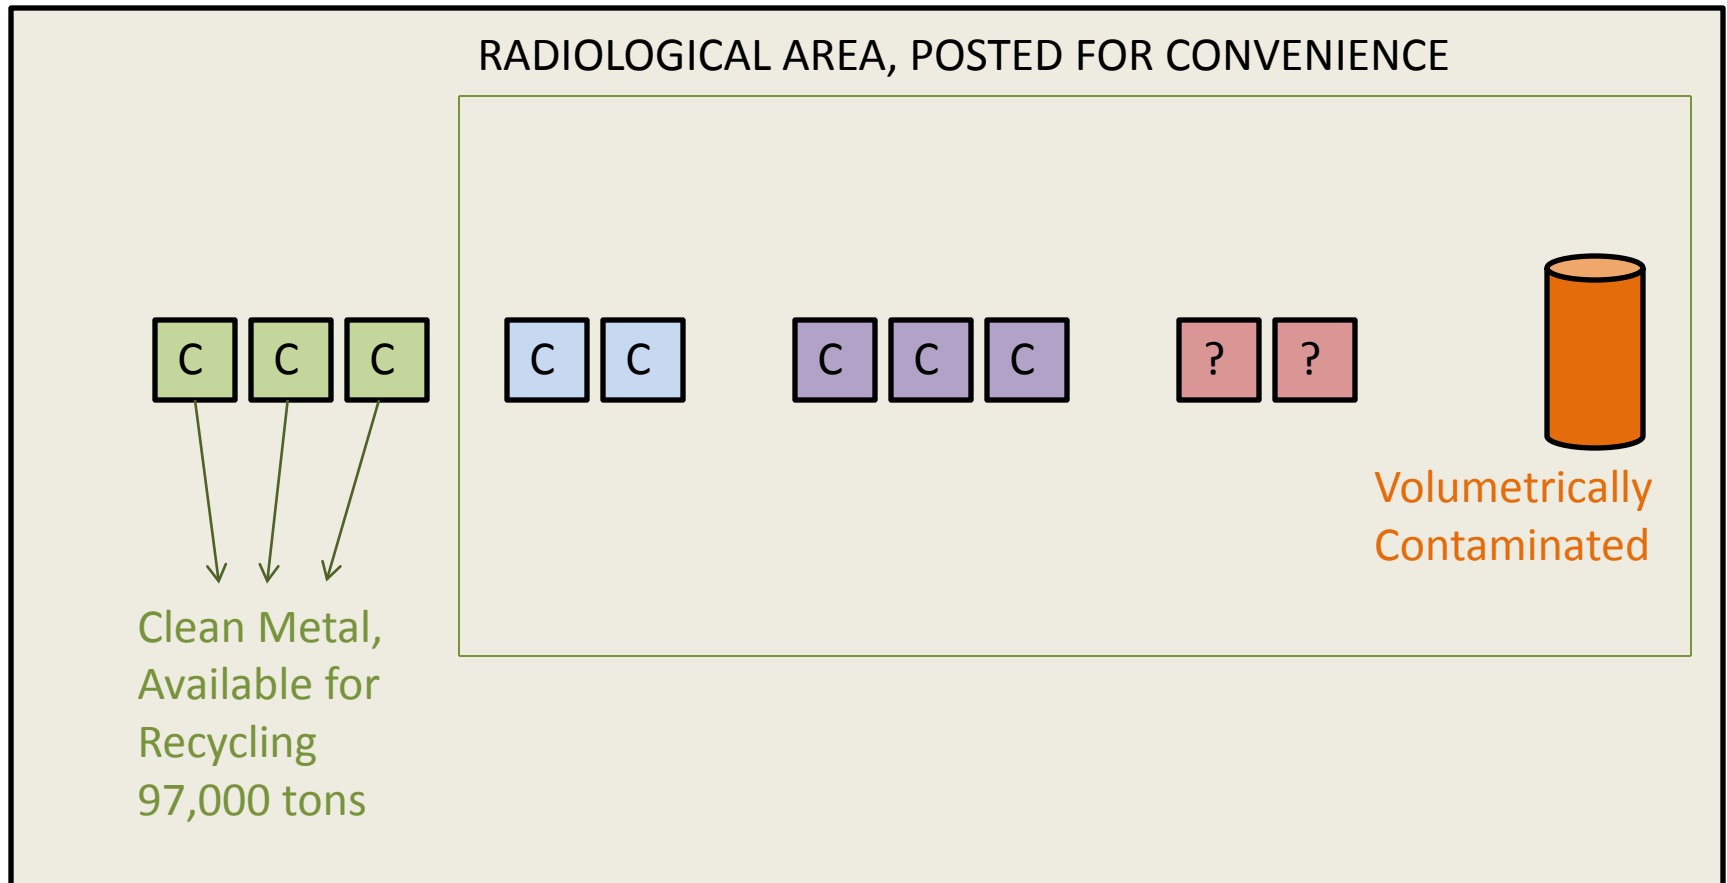 RADIOLOGICAL AREA, POSTED FOR CONVENIENCE
C C C C C C C C ? ?
Volumetrically
Contaminated
Clean Metal,
Available for
Recycling
97,000 tons